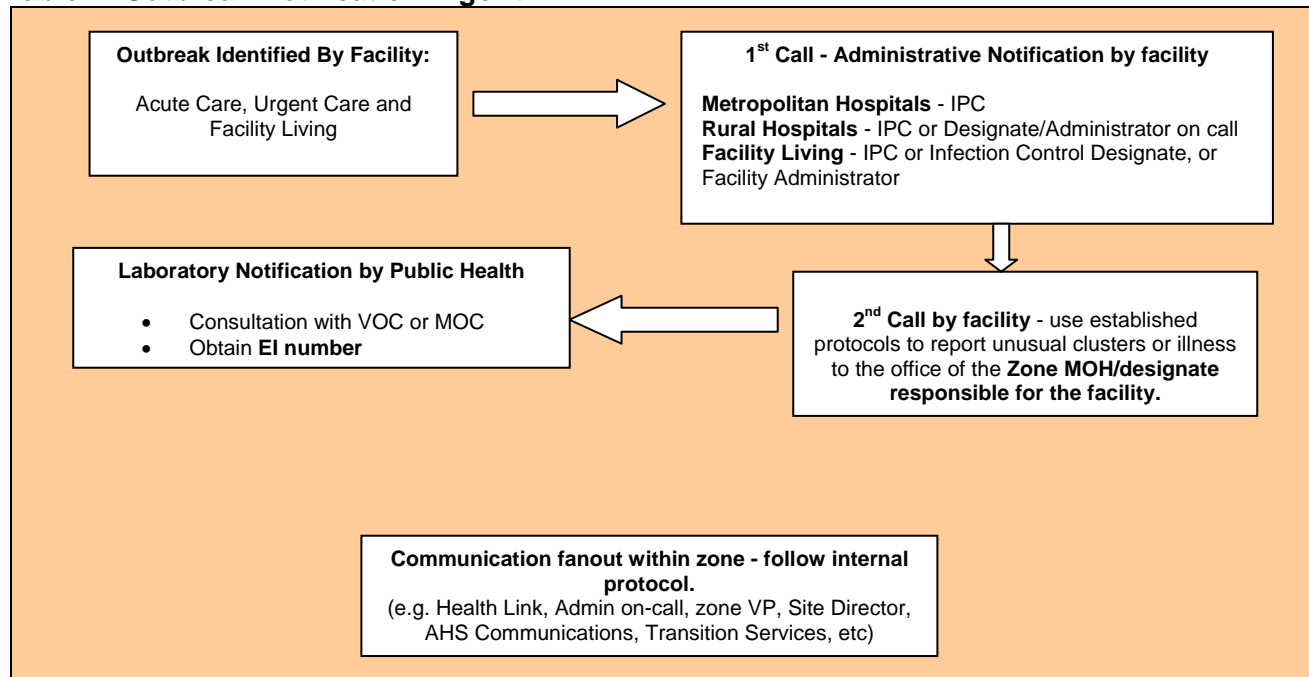 Outbreak Identified By Facility:
Acute Care, Urgent Care and
Facility Living
1st Call - Administrative Notification by facility
Metropolitan Hospitals - IPC
Rural Hospitals - IPC or Designate/Administrator on call
Facility Living - IPC or Infection Control Designate, or
Facility Administrator
2nd Call by facility - use established
protocols to report unusual clusters or illness
to the office of the Zone MOH/designate
responsible for the facility.
Laboratory Notification by Public Health
• Consultation with VOC or MOC
• Obtain EI number
Communication fanout within zone - follow internal
protocol.
(e.g. Health Link, Admin on-call, zone VP, Site Director,
AHS Communications, Transition Services, etc)